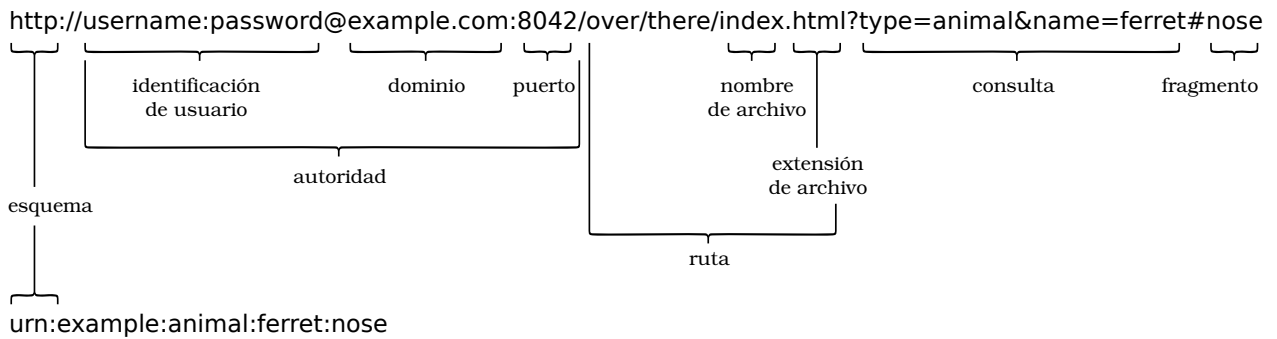 http://username:password@example.com:8042/over/there/index.html?type=animal&name=ferret#nose
identificación
de usuario
dominio
puerto
nombre
de archivo
consulta
fragmento
autoridad
extensión
de archivo
esquema
ruta
urn:example:animal:ferret:nose